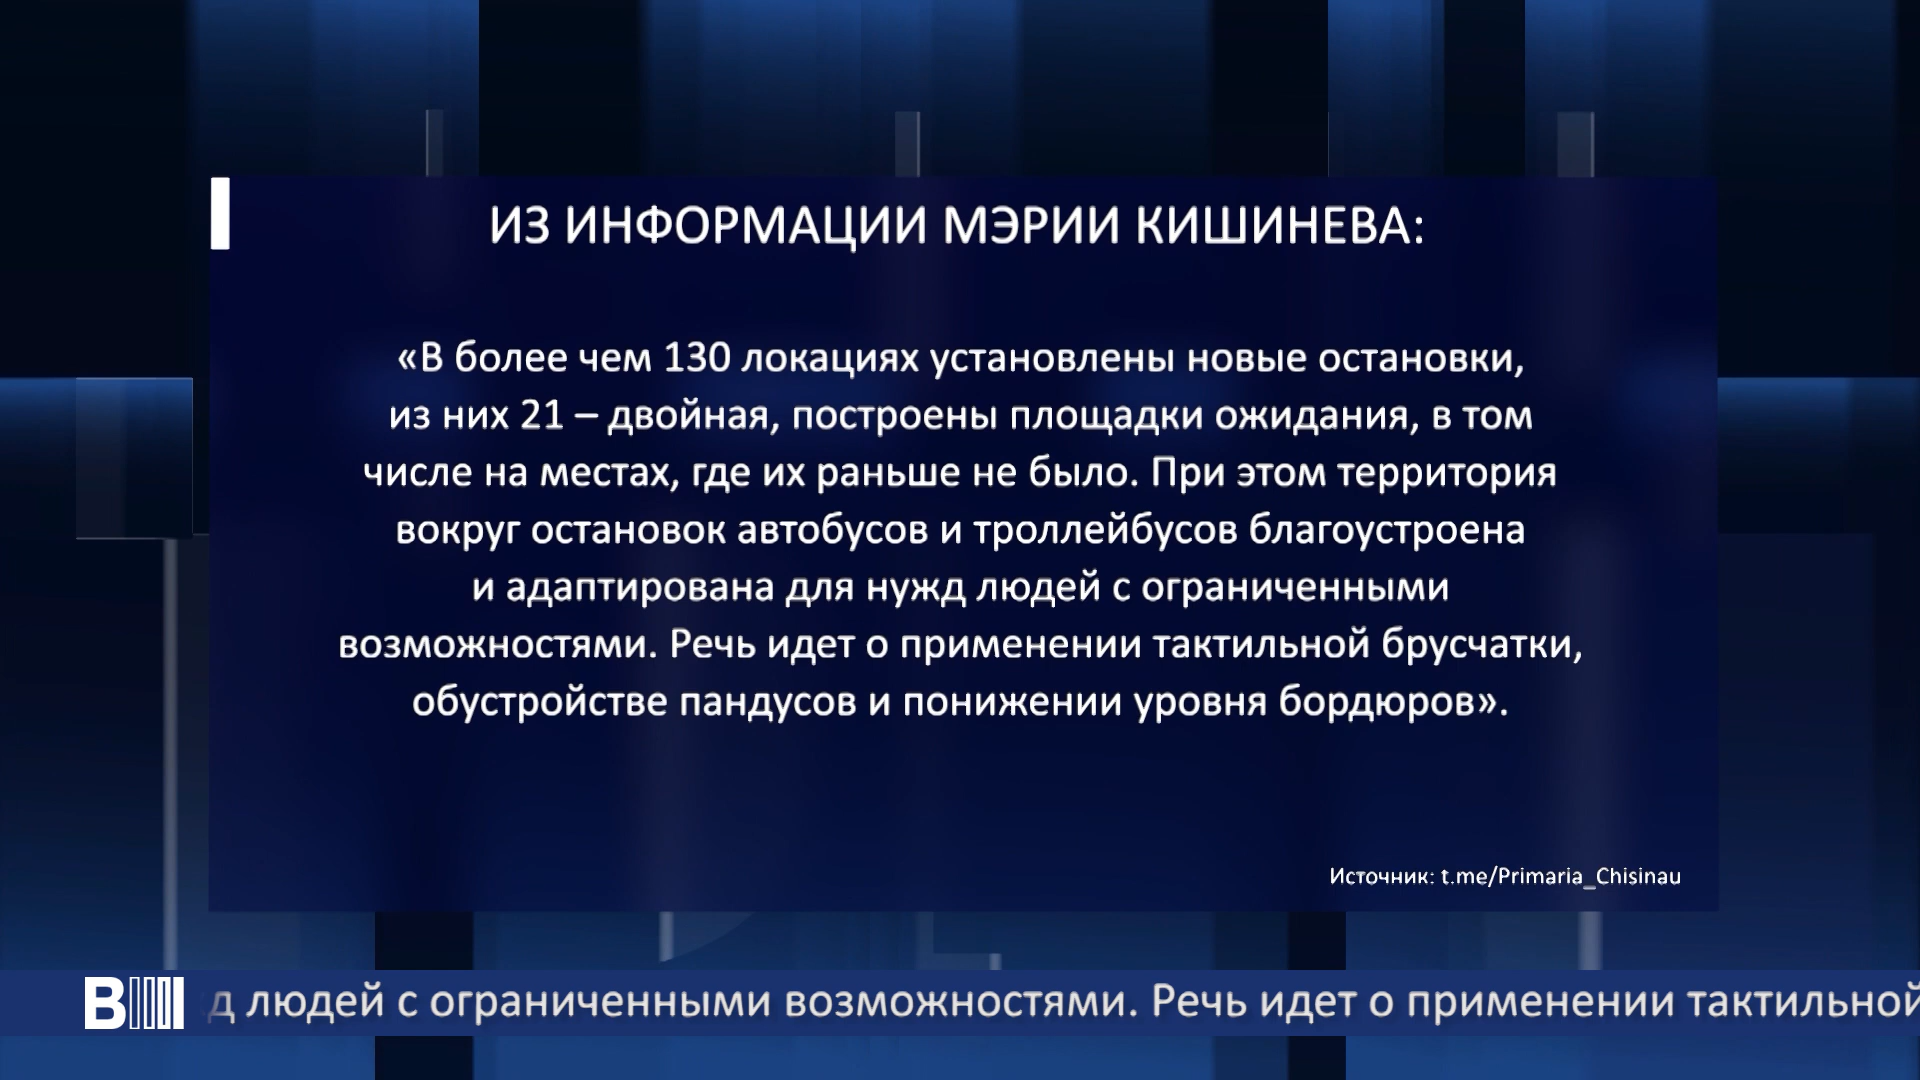 ИЗ ИНФОРМАЦИИ МЭРИИ КИШИНЕВА:
«В более чем 130 локациях установлены новые остановки,
из них 21 – двойная, построены площадки ожидания, в том
числе на местах, где их раньше не было. При этом территория
вокруг остановок автобусов и троллейбусов благоустроена
и адаптирована для нужд людей с ограниченными
возможностями. Речь идет о применении тактильной брусчатки,
обустройстве пандусов и понижении уровня бордюров».
Источник: t.me/Primaria_Chisinau
д людей с ограниченными возможностями. Речь идет о применении тактильной